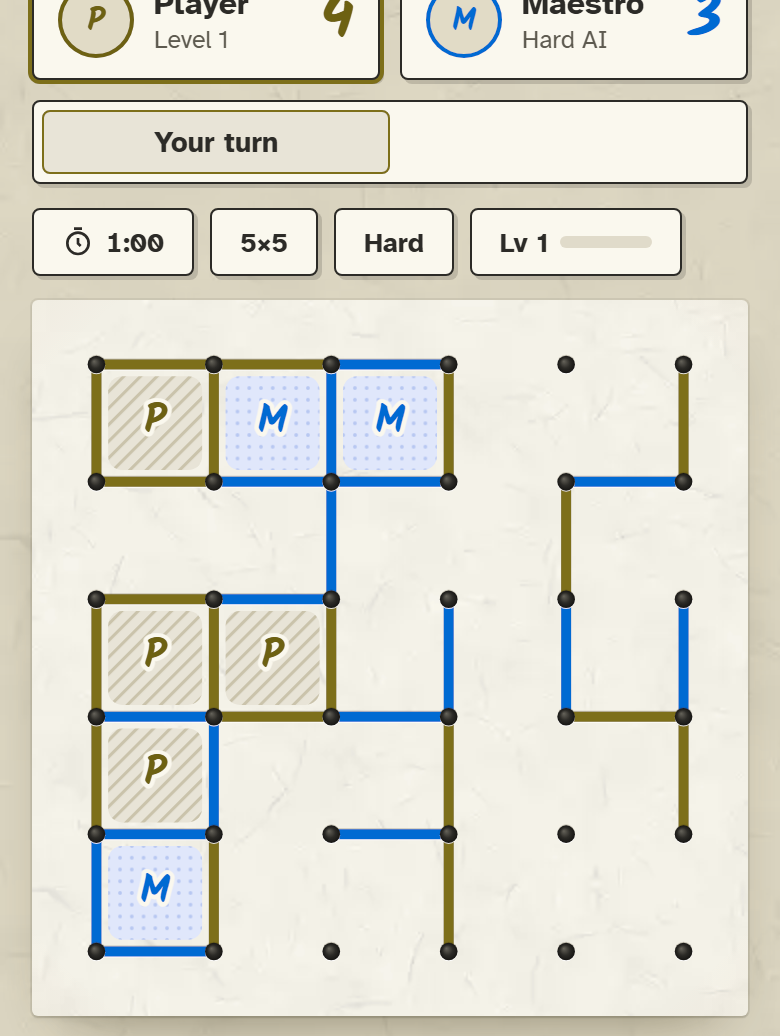 P Player 4 M Maestro 3
Level 1 Hard AI
Your turn
1:00 5×5 Hard Lv 1
P M M
P P
P
M